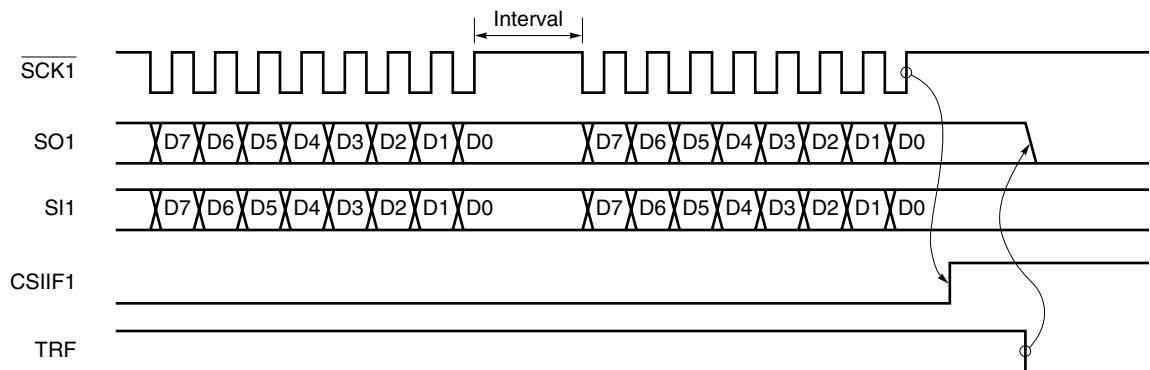 Interval
SCK1
SO1 D7 D6 D5 D4 D3 D2 D1 D0 D7 D6 D5 D4 D3 D2 D1 D0
SI1 D7 D6 D5 D4 D3 D2 D1 D0 D7 D6 D5 D4 D3 D2 D1 D0
CSIIF1
TRF